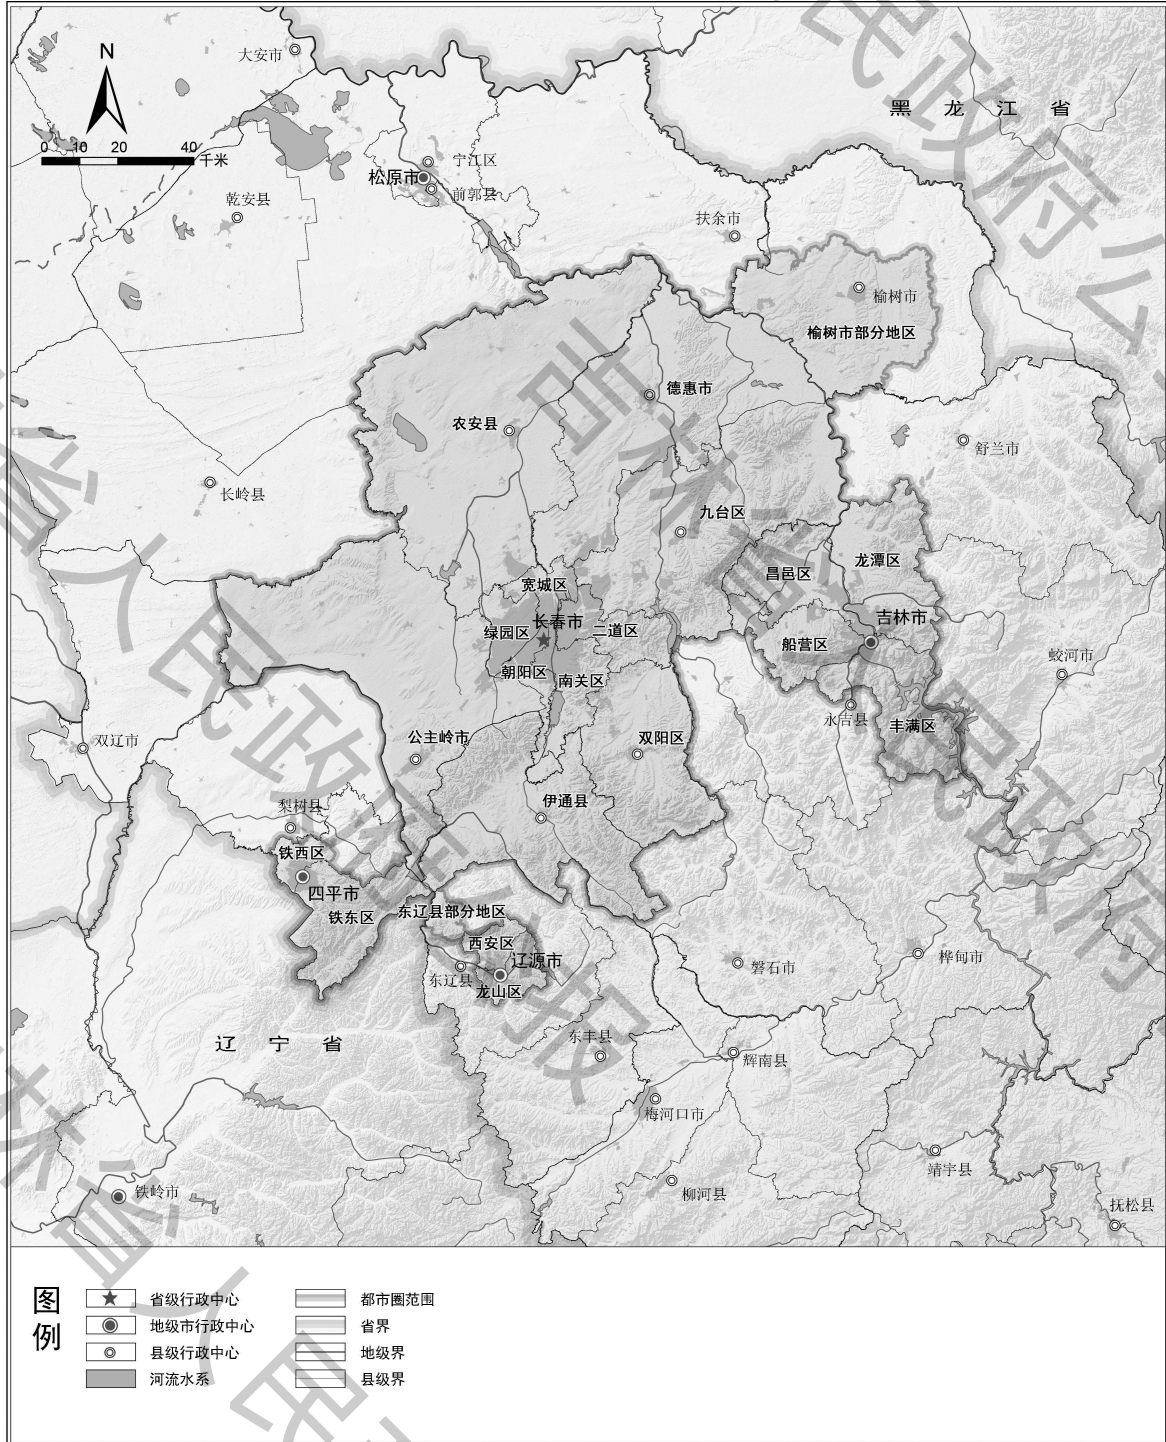 N
0 10 20 40 千米
大安市
黑龙江省
松原市
宁江区
前郭县
乾安县
扶余市
榆树市
榆树市部分地区
德惠市
农安县
舒兰市
长岭县
九台区
龙潭区
昌邑区
宽城区
吉林市
长春市
绿园区
二道区
船营区
朝阳区
南关区
蛟河市
永吉县
丰满区
双辽市
公主岭市
双阳区
梨树县
伊通县
铁西区
四平市
铁东区
东辽县部分地区
西安区
辽源市
东辽县
龙山区
磐石市
桦甸市
辽宁省
东丰县
辉南县
梅河口市
靖宇县
柳河县
铁岭市
抚松县
图例
省级行政中心
地级市行政中心
县级行政中心
河流水系
都市圈范围
省界
地级界
县级界
吉林省人民政府公报